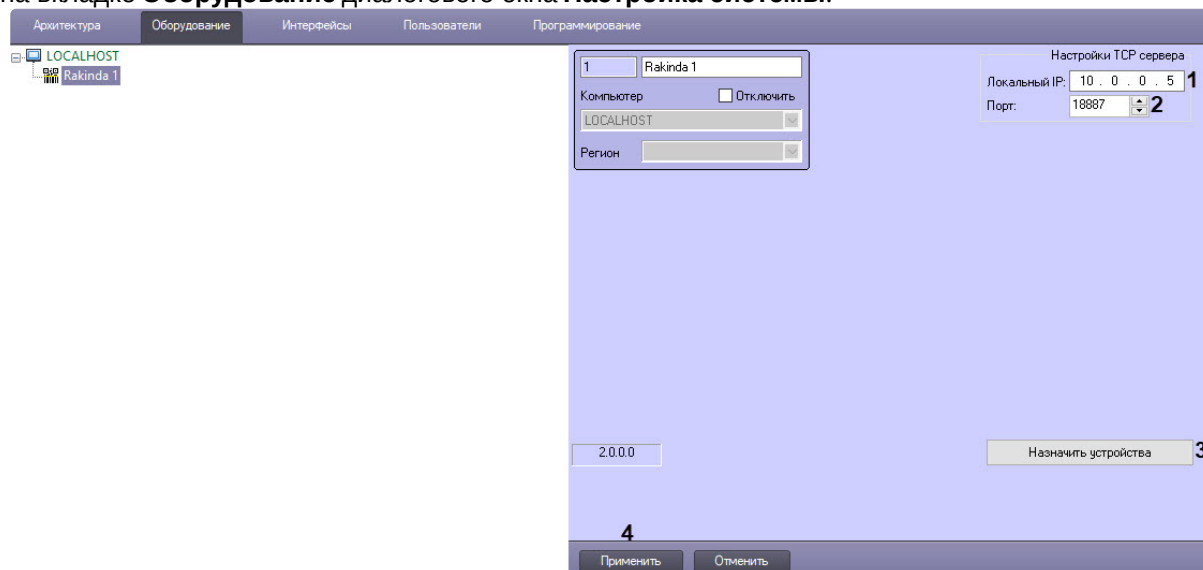 на вкладке Оборудование диалогового окна Настройка системы.
Архитектура Оборудование Интерфейсы Пользователи Программирование
LOCALHOST
Rakinda 1
1 Rakinda 1
Компьютер Отключить
LOCALHOST
Регион
Настройки TCP сервера
Локальный IP: 10 . 0 . 0 . 5 1
Порт: 18887 2
2.0.0.0
Назначить устройства 3
4
Применить Отменить